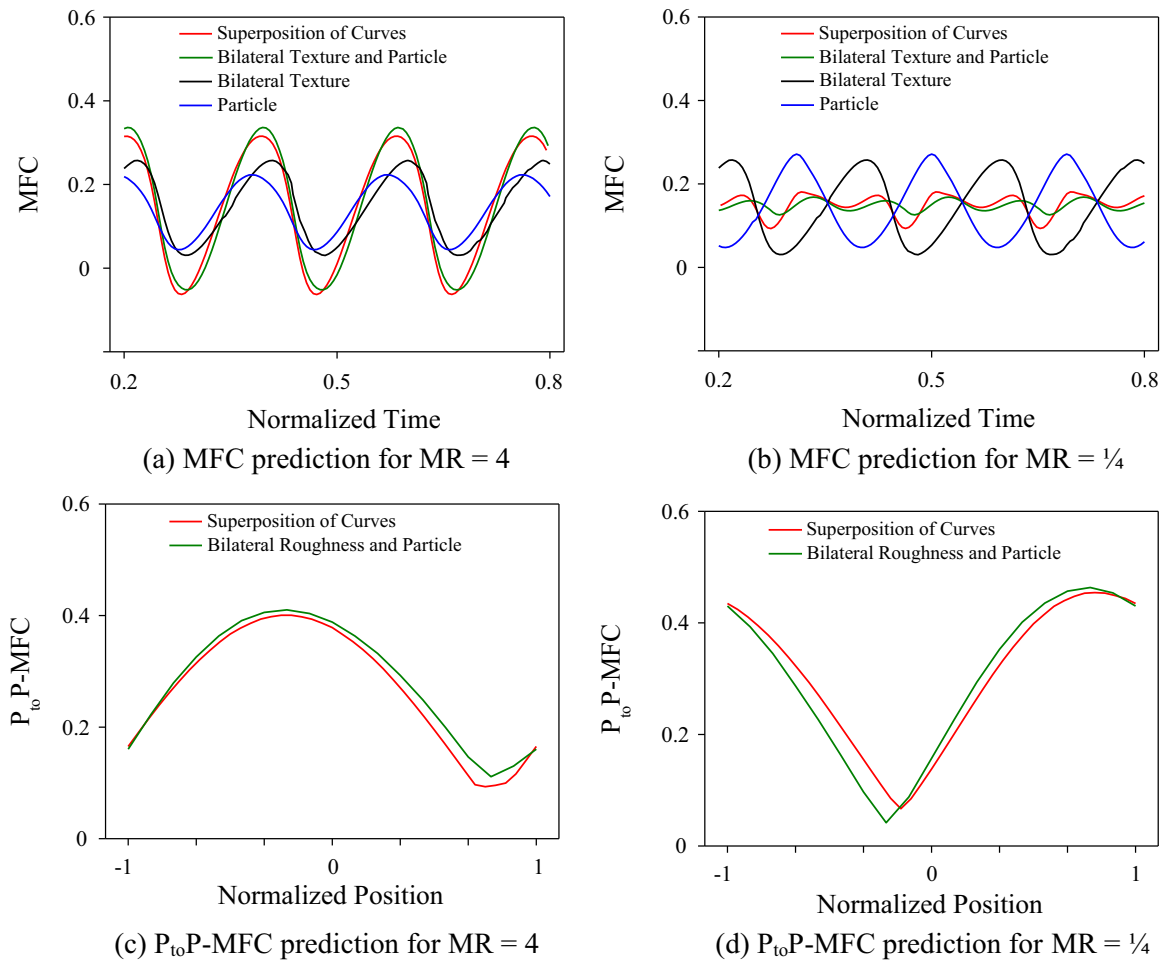 0.6
0.4
0.2
0
MFC
Superposition of Curves
Bilateral Texture and Particle
Bilateral Texture
Particle
0.2
0.5
0.8
Normalized Time
(a) MFC prediction for MR = 4
0.6
0.4
0.2
0
MFC
Superposition of Curves
Bilateral Texture and Particle
Bilateral Texture
Particle
0.2
0.5
0.8
Normalized Time
(b) MFC prediction for MR = ¼
0.6
0.4
0.2
0
PtoP-MFC
Superposition of Curves
Bilateral Roughness and Particle
-1
0
1
Normalized Position
(c) PtoP-MFC prediction for MR = 4
0.6
0.4
0.2
0
PtoP-MFC
Superposition of Curves
Bilateral Roughness and Particle
-1
0
1
Normalized Position
(d) PtoP-MFC prediction for MR = ¼